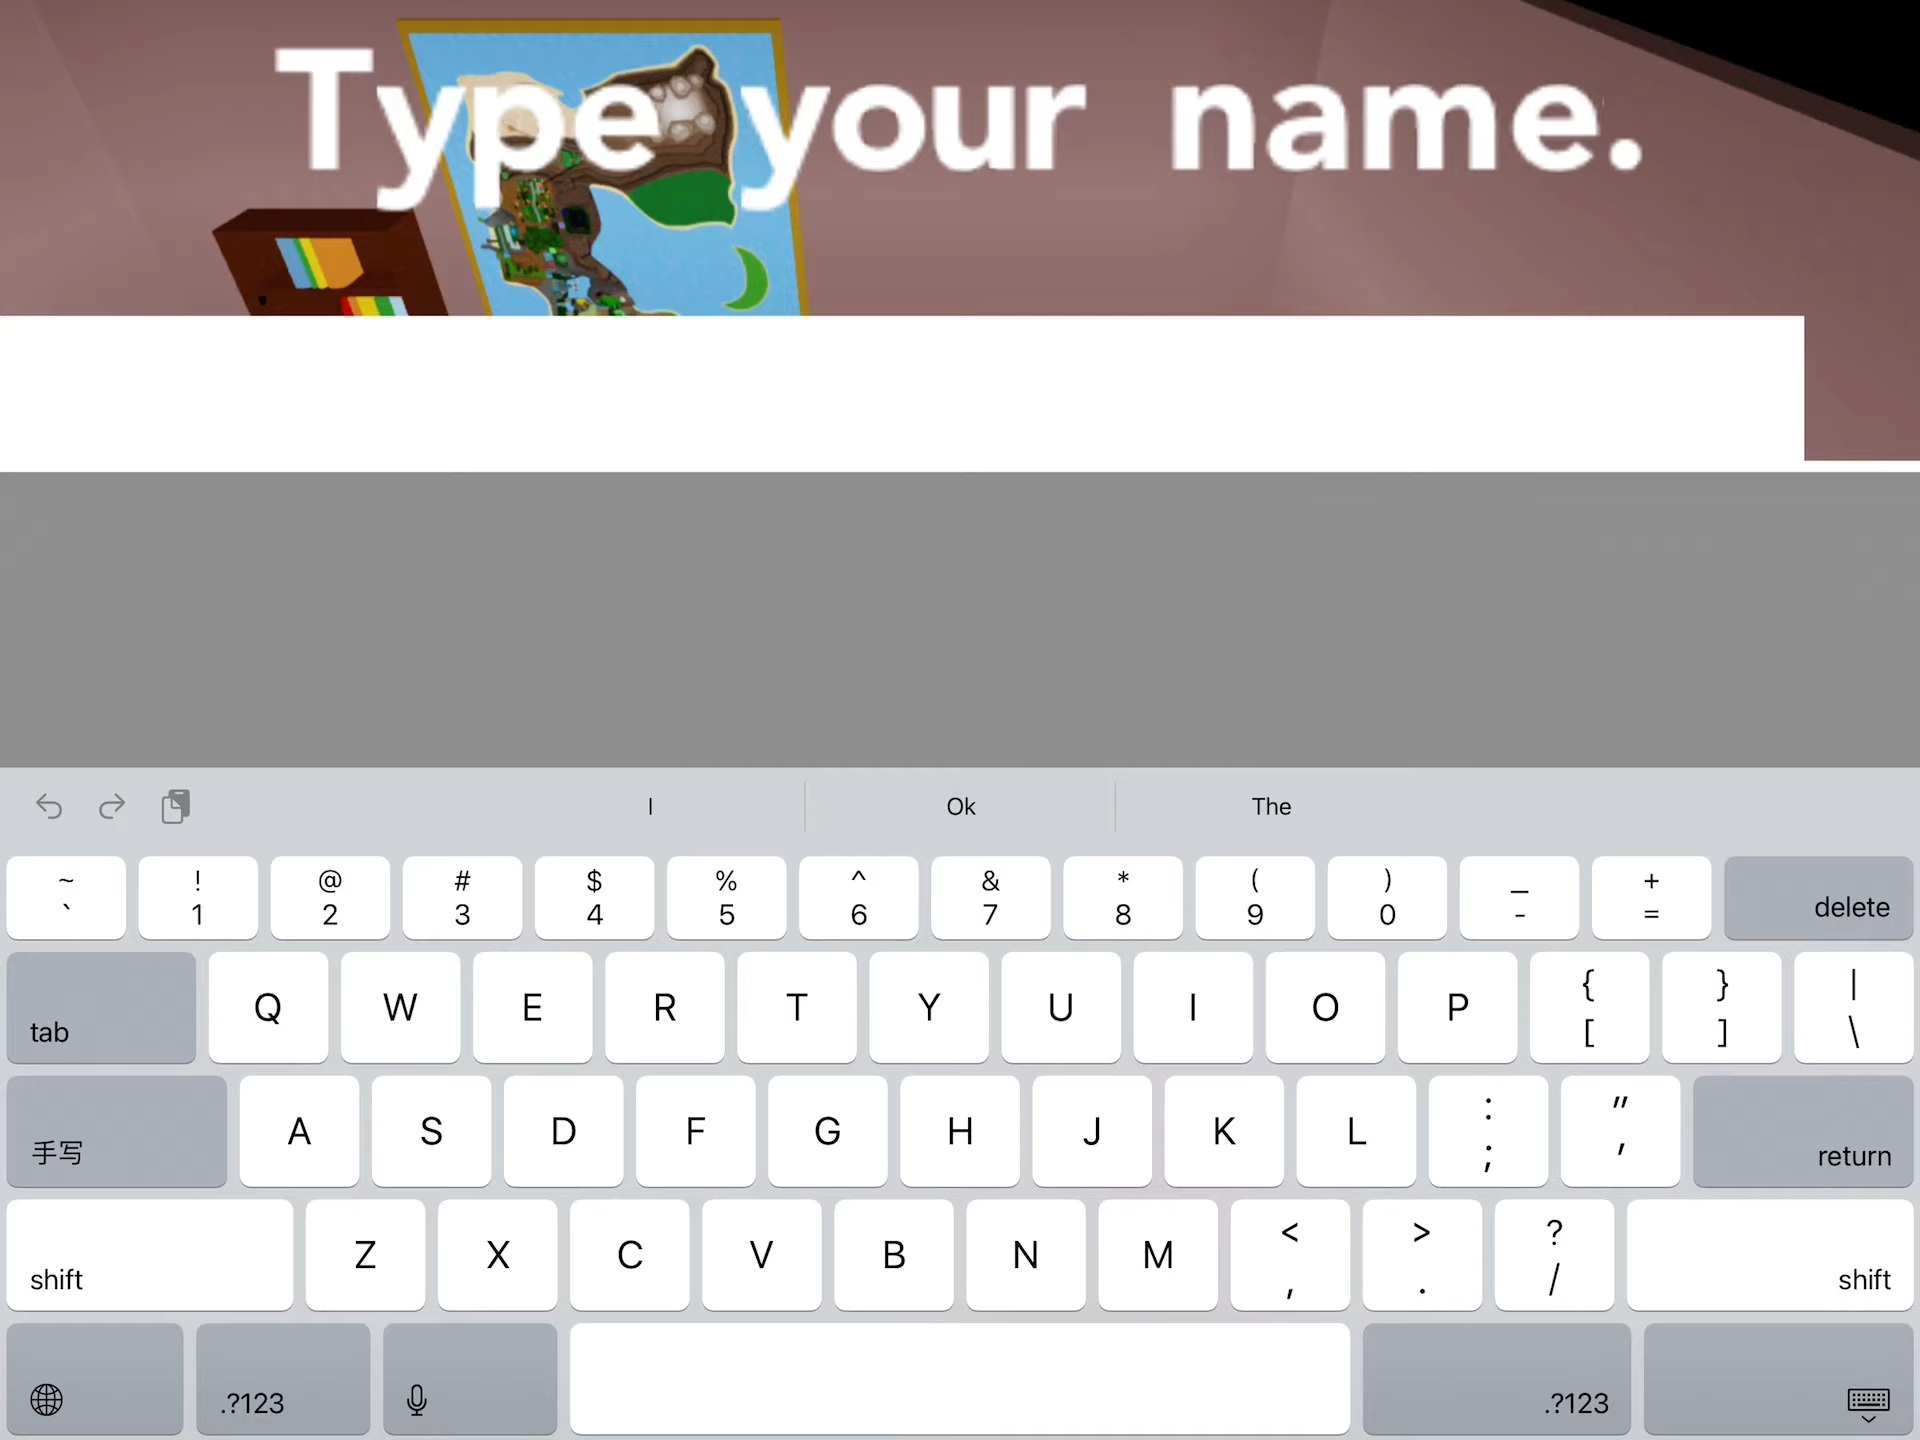 Type your name.
I Ok The
~ ! @ # $ % ^ & * ( ) _ +
` 1 2 3 4 5 6 7 8 9 0 - = delete
tab Q W E R T Y U I O P { [ } ] | \
手写 A S D F G H J K L : ; " ' return
shift Z X C V B N M < , > . ? / shift
.?123 .?123